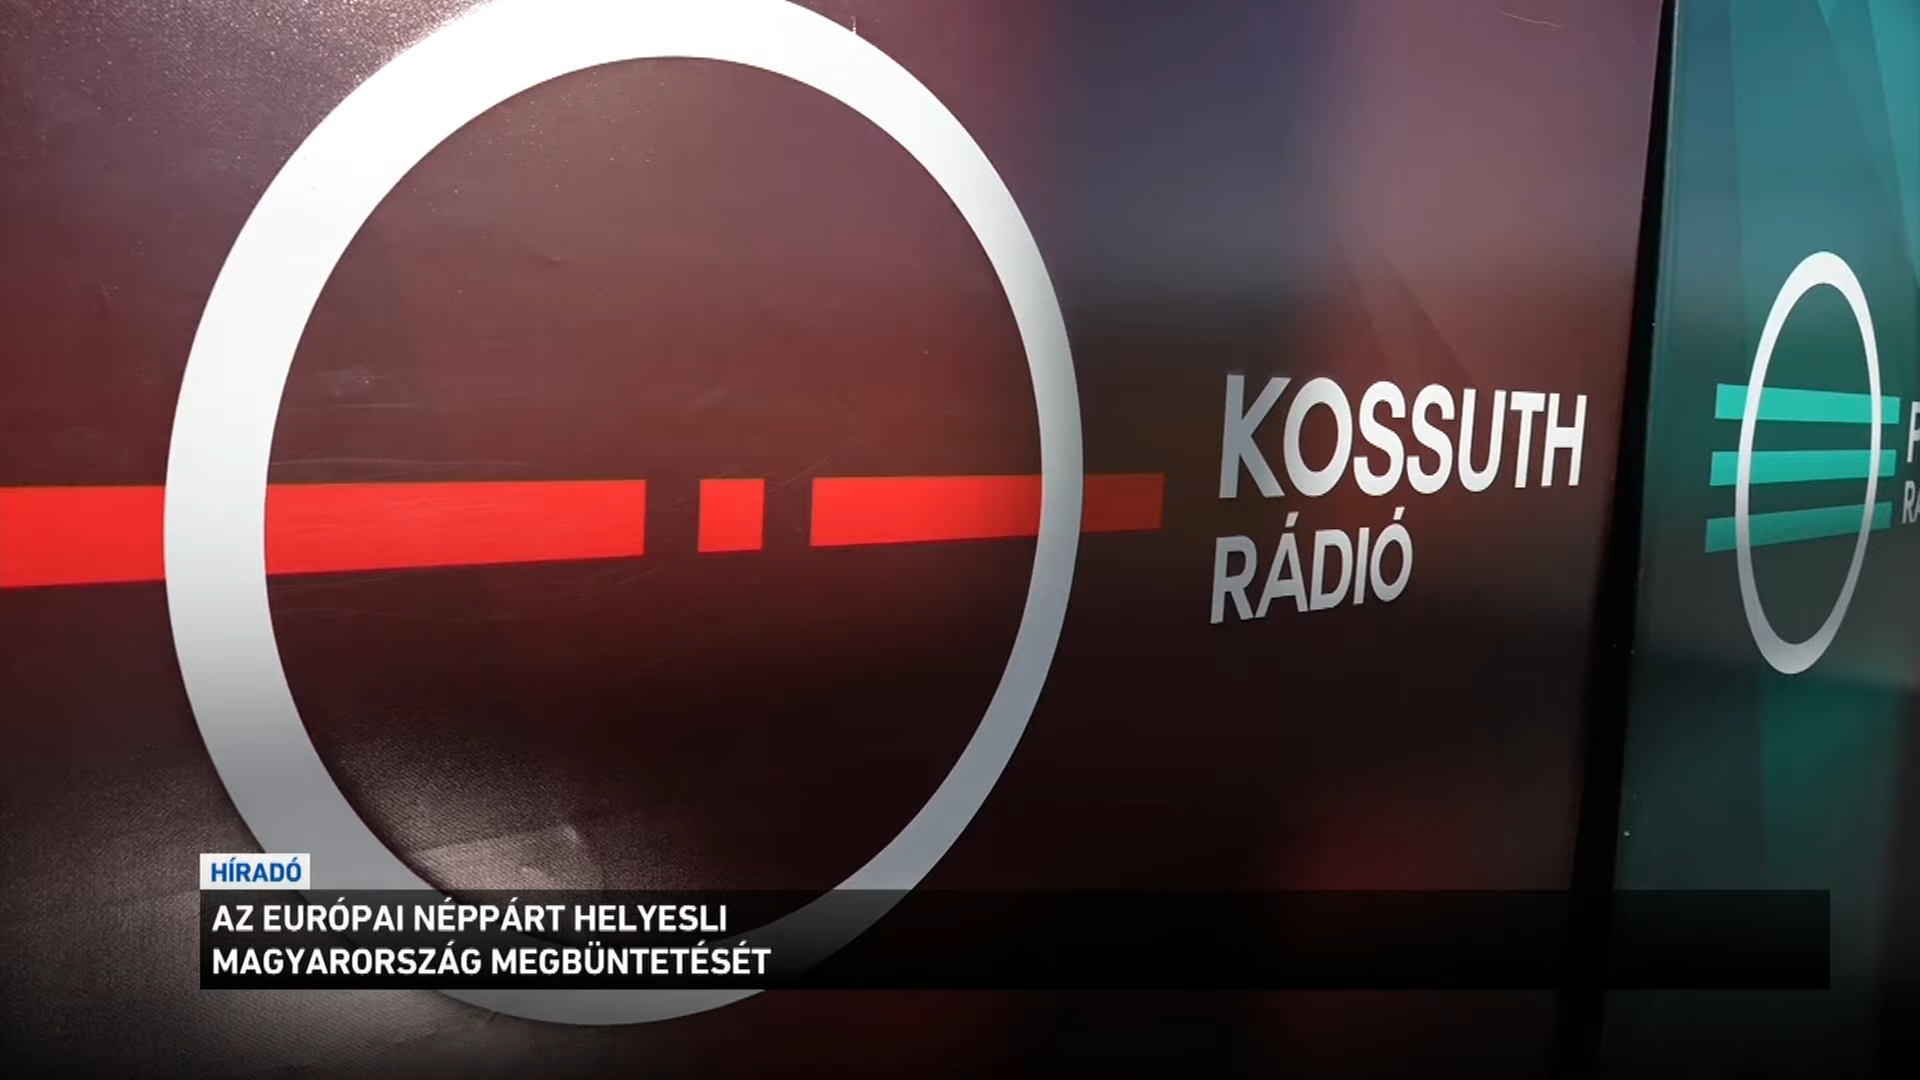 KOSSUTH
RÁDIÓ
HÍRADÓ
AZ EURÓPAI NÉPPÁRT HELYESLI
MAGYARORSZÁG MEGBÜNTETÉSÉT